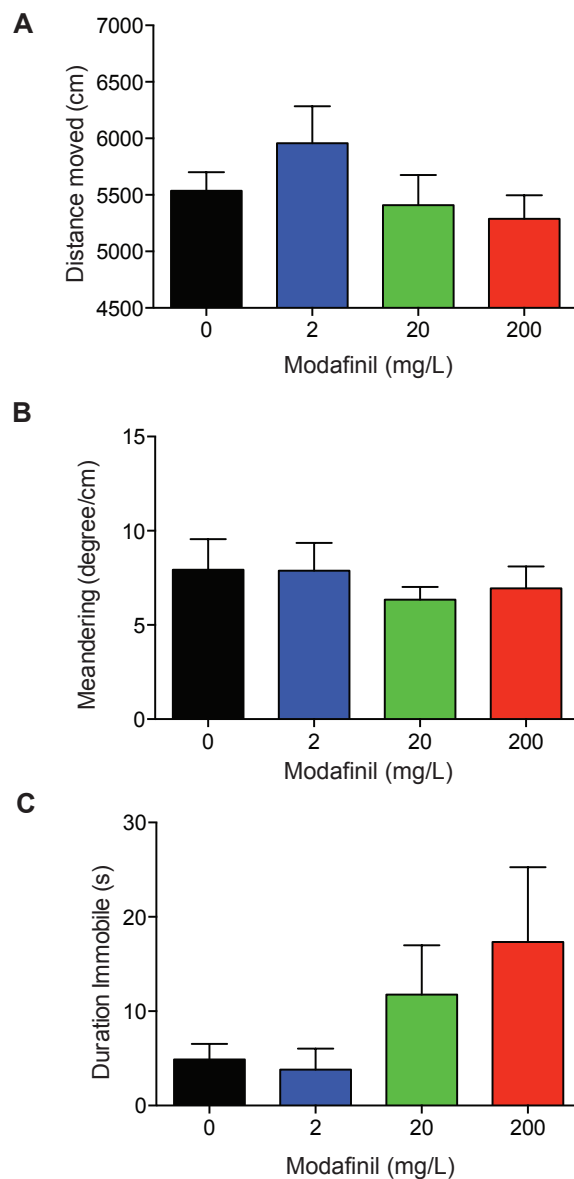 A
Distance moved (cm)
7000
6500
6000
5500
5000
4500
0 2 20 200
Modafinil (mg/L)
B
Meandering (degree/cm)
15
10
5
0
0 2 20 200
Modafinil (mg/L)
C
Duration Immobile (s)
30
20
10
0
0 2 20 200
Modafinil (mg/L)